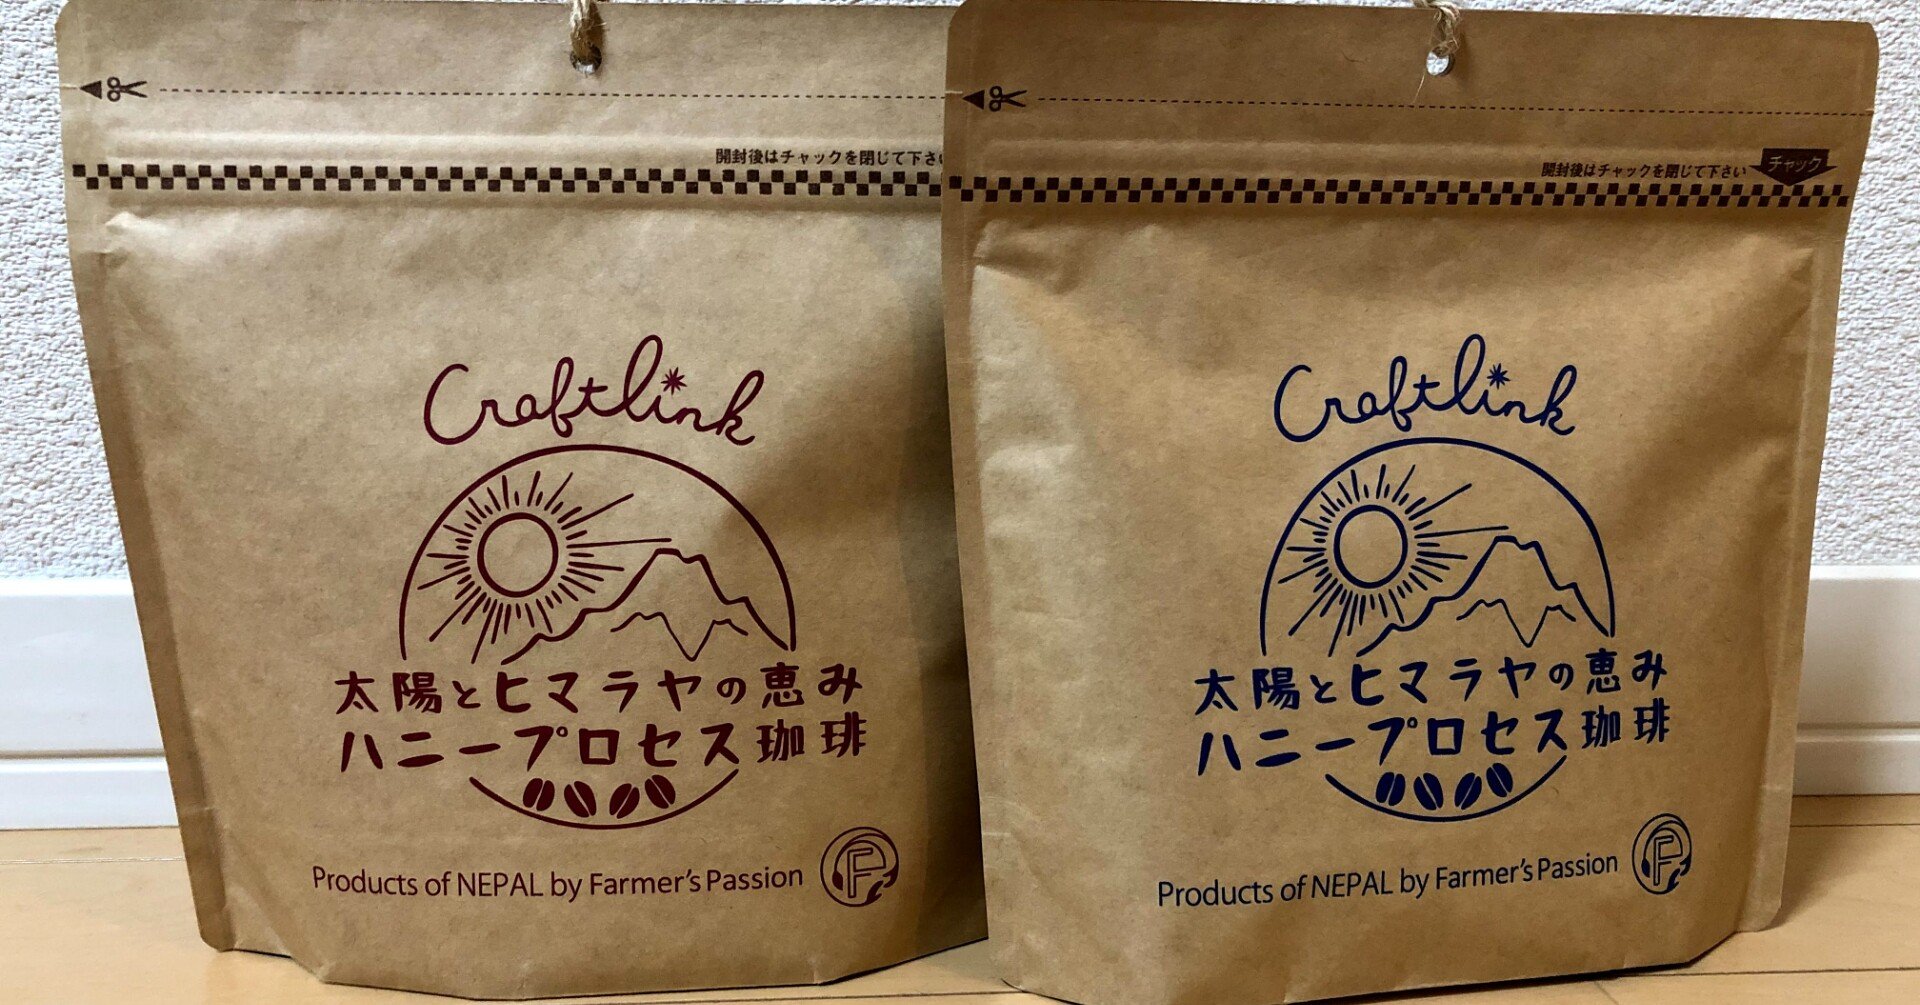 開封後はチャックを閉じて下さい
Craftlink
太陽とヒマラヤの恵み
ハニープロセス珈琲
Products of NEPAL by Farmer's Passion
F
開封後はチャックを閉じて下さい
チャック
Craftlink
太陽とヒマラヤの恵み
ハニープロセス珈琲
Products of NEPAL by Farmer's Passion
F